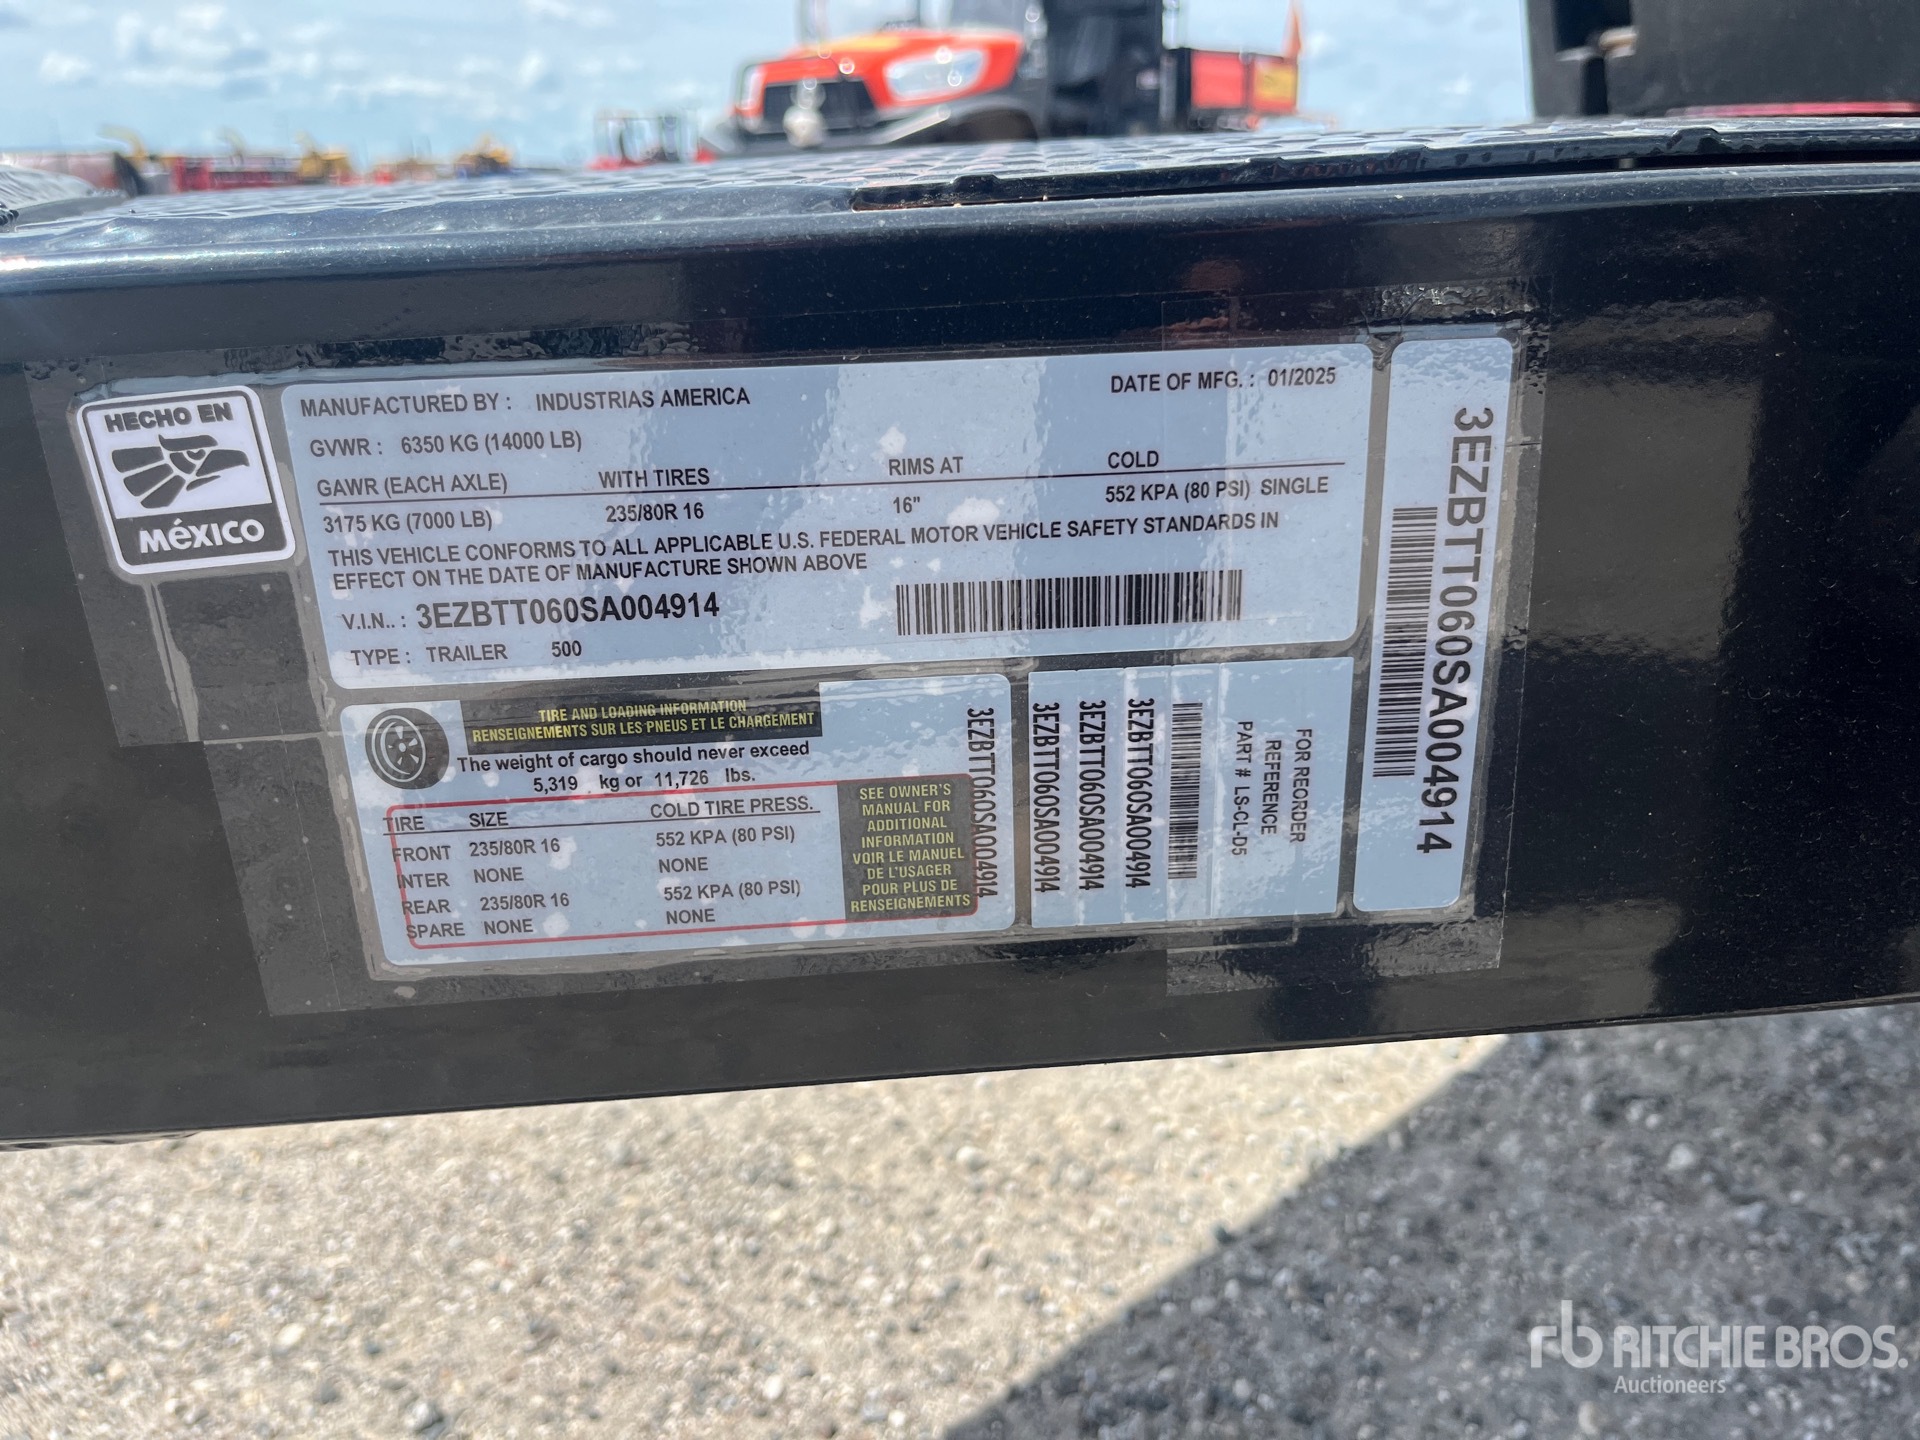 HECHO EN
MéXICO
MANUFACTURED BY : INDUSTRIAS AMERICA
DATE OF MFG. : 01/2025
GVWR : 6350 KG (14000 LB)
GAWR (EACH AXLE) WITH TIRES RIMS AT COLD
3175 KG (7000 LB) 235/80R 16 16" 552 KPA (80 PSI) SINGLE
THIS VEHICLE CONFORMS TO ALL APPLICABLE U.S. FEDERAL MOTOR VEHICLE SAFETY STANDARDS IN
EFFECT ON THE DATE OF MANUFACTURE SHOWN ABOVE
V.I.N.. : 3EZBTT060SA004914
TYPE : TRAILER 500
TIRE AND LOADING INFORMATION
RENSEIGNEMENTS SUR LES PNEUS ET LE CHARGEMENT
The weight of cargo should never exceed
5,319 kg or 11,726 lbs.
TIRE SIZE COLD TIRE PRESS.
FRONT 235/80R 16 552 KPA (80 PSI)
INTER NONE NONE
REAR 235/80R 16 552 KPA (80 PSI)
SPARE NONE NONE
SEE OWNER'S
MANUAL FOR
ADDITIONAL
INFORMATION
VOIR LE MANUEL
DE L'USAGER
POUR PLUS DE
RENSEIGNEMENTS
3EZBTT060SA004914
3EZBTT060SA004914
3EZBTT060SA004914
3EZBTT060SA004914
FOR REORDER
REFERENCE
PART # LS-CL-D5
3EZBTT060SA004914
rb RITCHIE BROS.
Auctioneers